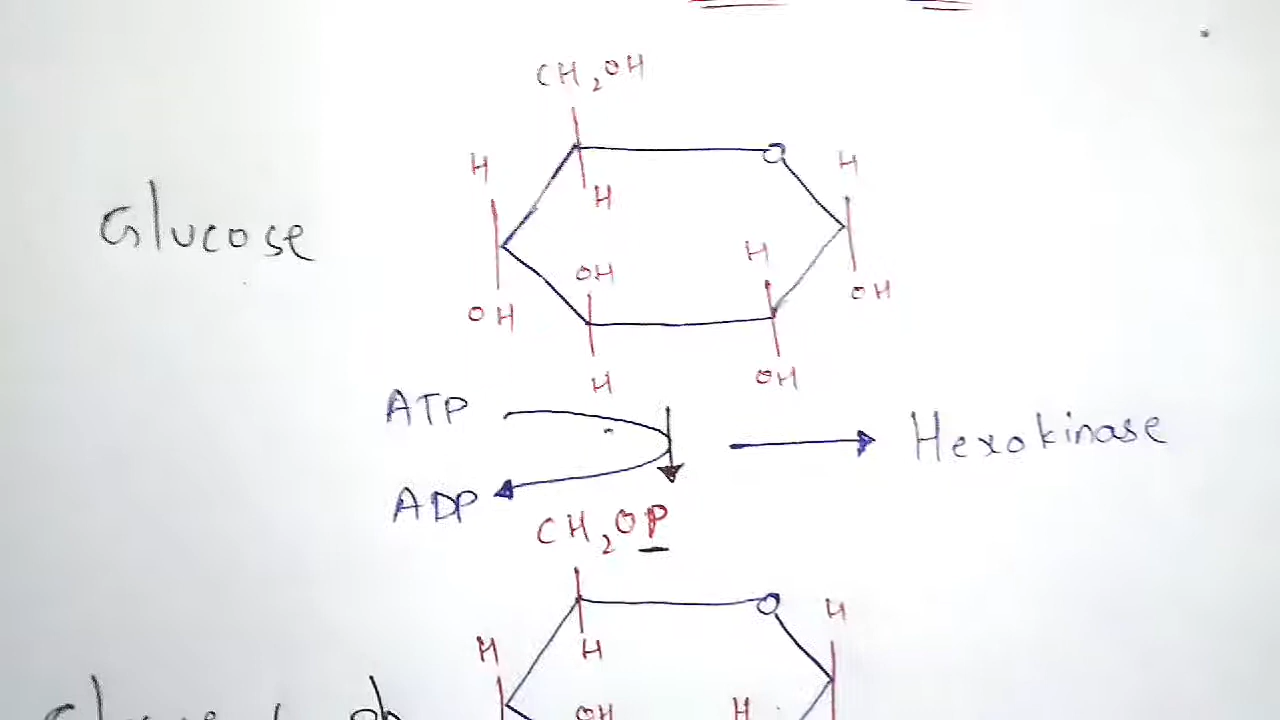 CH₂OH
H O H
H
Glucose
OH H
OH OH
H OH
ATP
Hexokinase
ADP
CH₂OP
O H
H H
OH H